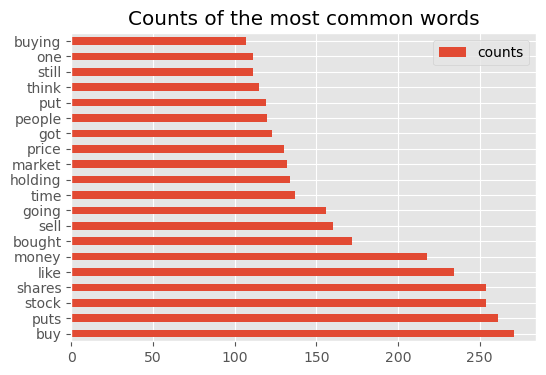 Counts of the most common words
counts
buying
one
still
think
put
people
got
price
market
holding
time
going
sell
bought
money
like
shares
stock
puts
buy
0 50 100 150 200 250